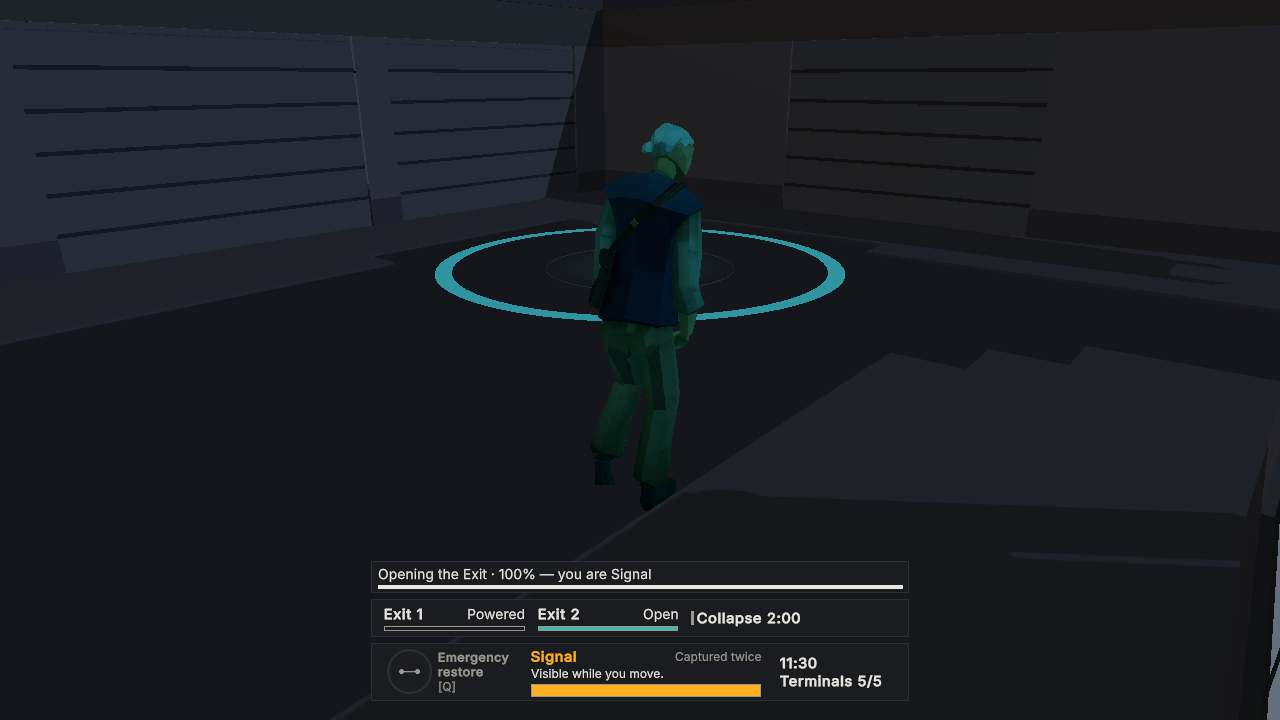 Opening the Exit · 100% — you are Signal
Exit 1 Powered Exit 2 Open Collapse 2:00
Emergency restore [Q]
Signal Captured twice
Visible while you move.
11:30
Terminals 5/5